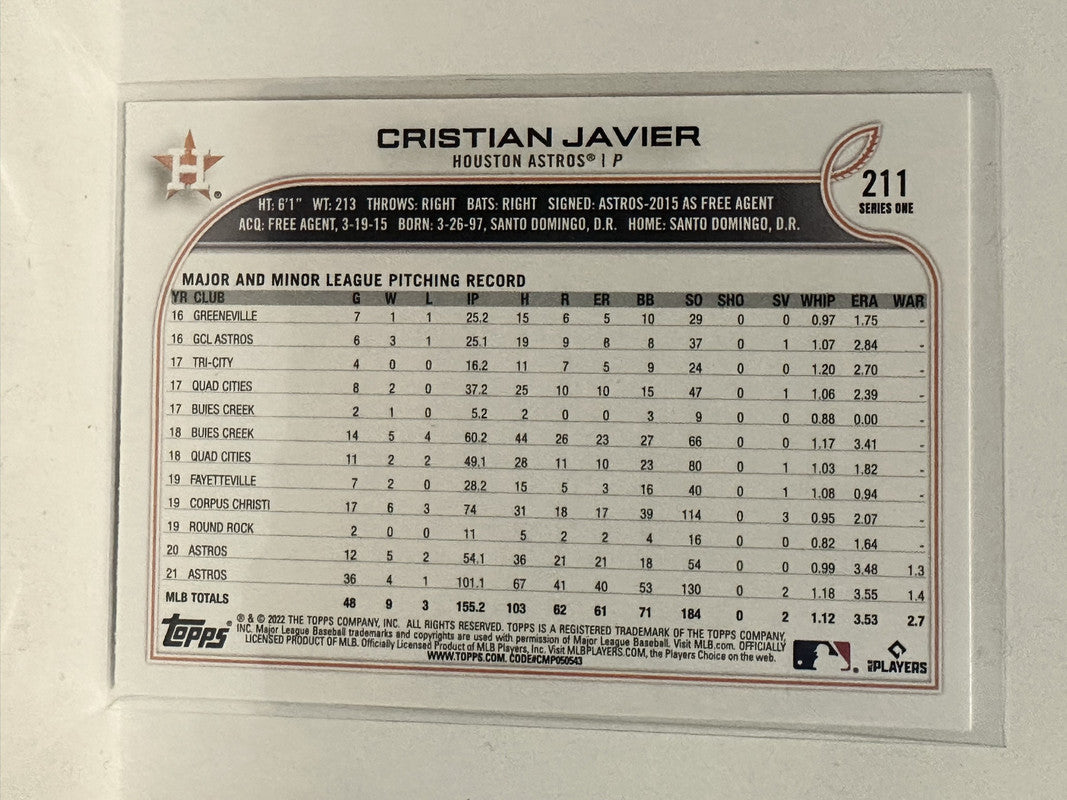 H ®
CRISTIAN JAVIER
HOUSTON ASTROS® | P
211
SERIES ONE
HT: 6'1" WT: 213 THROWS: RIGHT BATS: RIGHT SIGNED: ASTROS-2015 AS FREE AGENT
ACQ: FREE AGENT, 3-19-15 BORN: 3-26-97, SANTO DOMINGO, D.R. HOME: SANTO DOMINGO, D.R.
MAJOR AND MINOR LEAGUE PITCHING RECORD
YR CLUB G W L IP H R ER BB SO SHO SV WHIP ERA WAR
16 GREENEVILLE 7 1 1 25.2 15 6 5 10 29 0 0 0.97 1.75 -
16 GCL ASTROS 6 3 1 25.1 19 9 8 8 37 0 1 1.07 2.84 -
17 TRI-CITY 4 0 0 16.2 11 7 5 9 24 0 0 1.20 2.70 -
17 QUAD CITIES 8 2 0 37.2 25 10 10 15 47 0 1 1.06 2.39 -
17 BUIES CREEK 2 1 0 5.2 2 0 0 3 9 0 0 0.88 0.00 -
18 BUIES CREEK 14 5 4 60.2 44 26 23 27 66 0 0 1.17 3.41 -
18 QUAD CITIES 11 2 2 49.1 28 11 10 23 80 0 1 1.03 1.82 -
19 FAYETTEVILLE 7 2 0 28.2 15 5 3 16 40 0 1 1.08 0.94 -
19 CORPUS CHRISTI 17 6 3 74 31 18 17 39 114 0 3 0.95 2.07 -
19 ROUND ROCK 2 0 0 11 5 2 2 4 16 0 0 0.82 1.64 -
20 ASTROS 12 5 2 54.1 36 21 21 18 54 0 0 0.99 3.48 1.3
21 ASTROS 36 4 1 101.1 67 41 40 53 130 0 2 1.18 3.55 1.4
MLB TOTALS 48 9 3 155.2 103 62 61 71 184 0 2 1.12 3.53 2.7
topps ®
® & © 2022 THE TOPPS COMPANY, INC. ALL RIGHTS RESERVED. TOPPS IS A REGISTERED TRADEMARK OF THE TOPPS COMPANY,
INC. Major League Baseball trademarks and copyrights are used with permission of Major League Baseball. Visit MLB.com. OFFICIALLY
LICENSED PRODUCT OF MLB. Officially Licensed Product of MLB Players, Inc. Visit MLBPLAYERS.COM, the Players Choice on the web.
WWW.TOPPS.COM. CODE#CMP050543
MLB PLAYERS